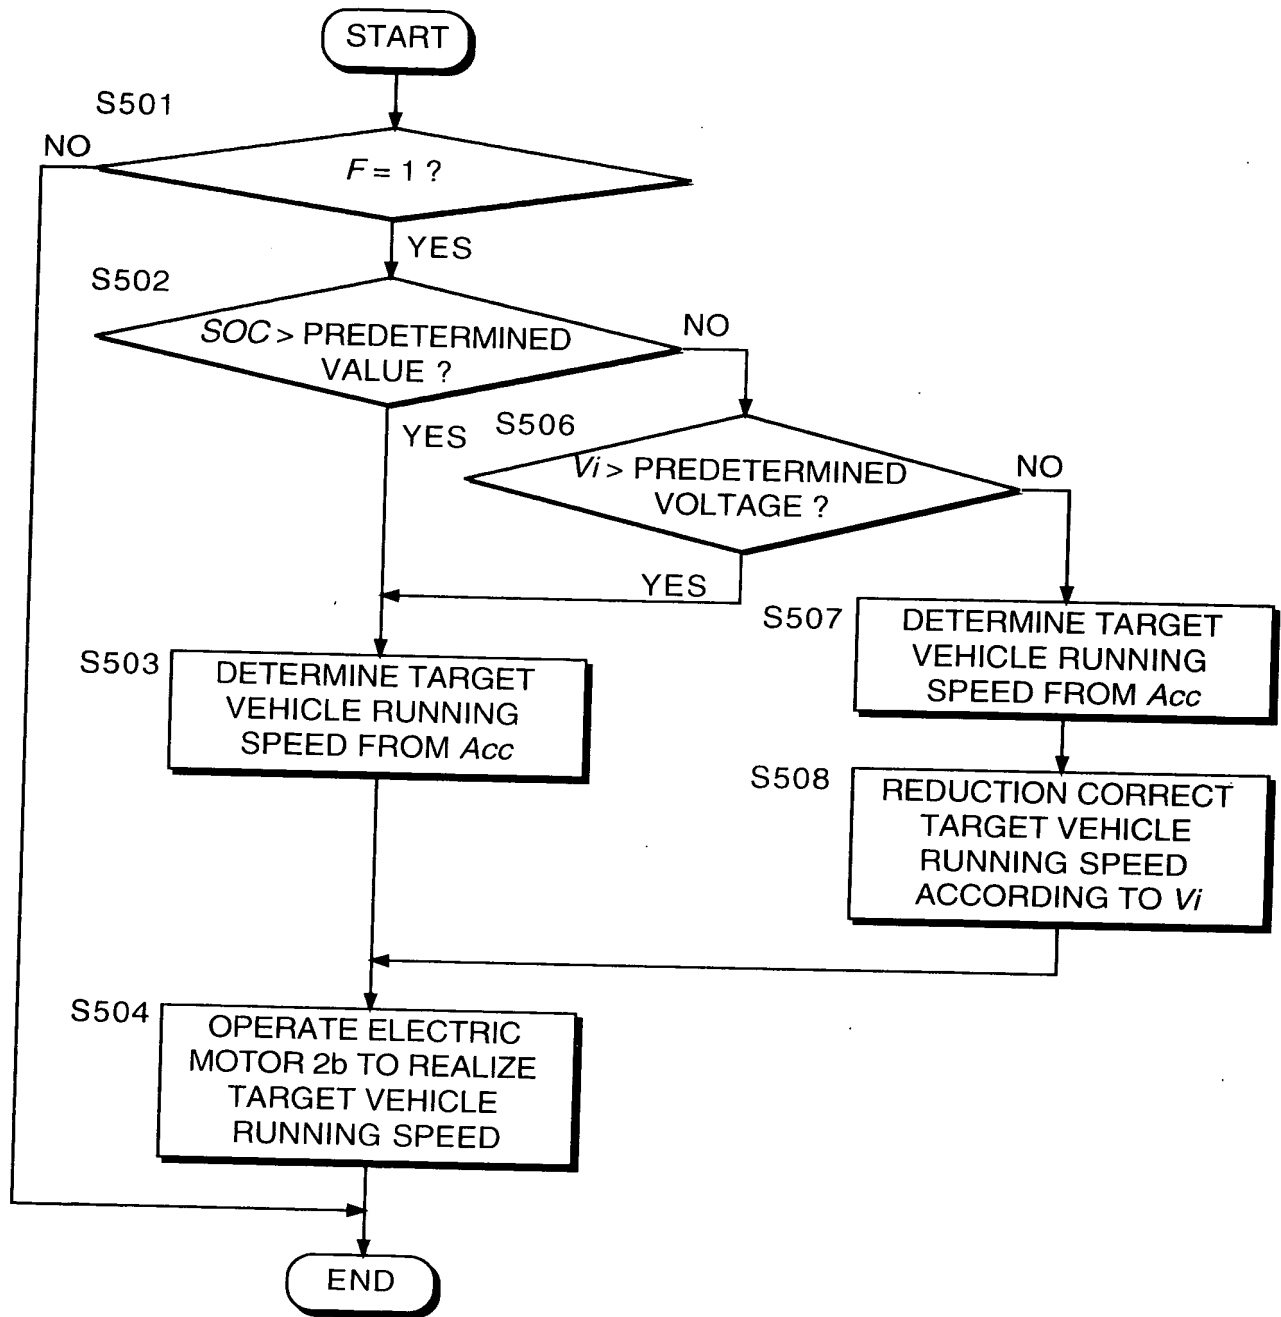 START
S501
NO
F = 1 ?
YES
S502
SOC > PREDETERMINED
VALUE ?
NO
YES
S506
Vi > PREDETERMINED
VOLTAGE ?
NO
YES
S507
DETERMINE TARGET
VEHICLE RUNNING
SPEED FROM Acc
S503
DETERMINE TARGET
VEHICLE RUNNING
SPEED FROM Acc
S508
REDUCTION CORRECT
TARGET VEHICLE
RUNNING SPEED
ACCORDING TO Vi
S504
OPERATE ELECTRIC
MOTOR 2b TO REALIZE
TARGET VEHICLE
RUNNING SPEED
END